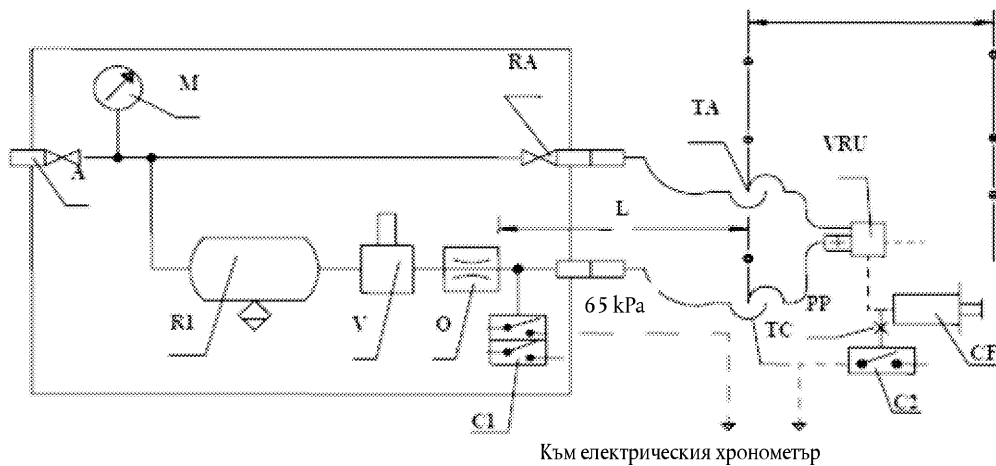 M
RA
TA
VRU
A
L
R1
V
O
65 kPa
PP
TC
CF
C1
C2
Към електрическия хронометър